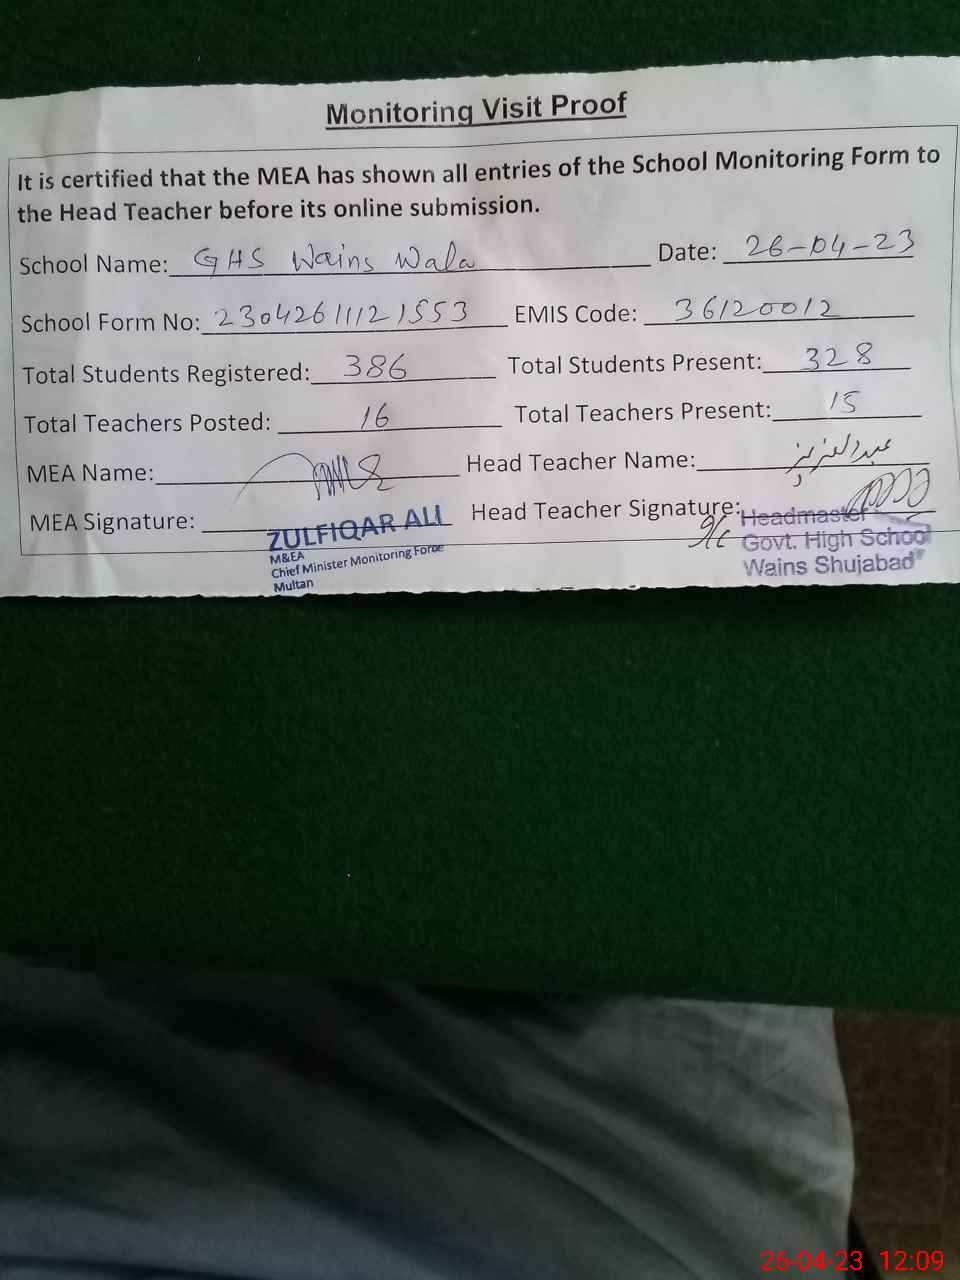 Monitoring Visit Proof
It is certified that the MEA has shown all entries of the School Monitoring Form to
the Head Teacher before its online submission.
School Name: GHS Wains Wala Date: 26-04-23
School Form No: 23042611121553 EMIS Code: 36120012
Total Students Registered: 386 Total Students Present: 328
Total Teachers Posted: 16 Total Teachers Present: 15
MEA Name: Head Teacher Name: عبدالعزیز
MEA Signature: Head Teacher Signature:
ZULFIQAR ALI
M&EA
Chief Minister Monitoring Force
Multan
I/C Headmaster
Govt. High School
Wains Shujabad
26-04-23 12:09